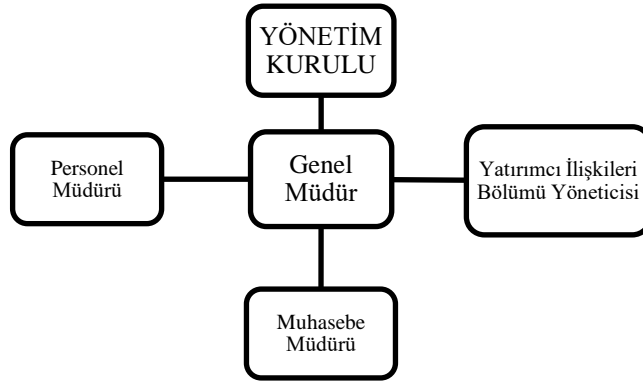 YÖNETİM
KURULU
Personel
Müdürü
Genel
Müdür
Yatırımcı İlişkileri
Bölümü Yöneticisi
Muhasebe
Müdürü